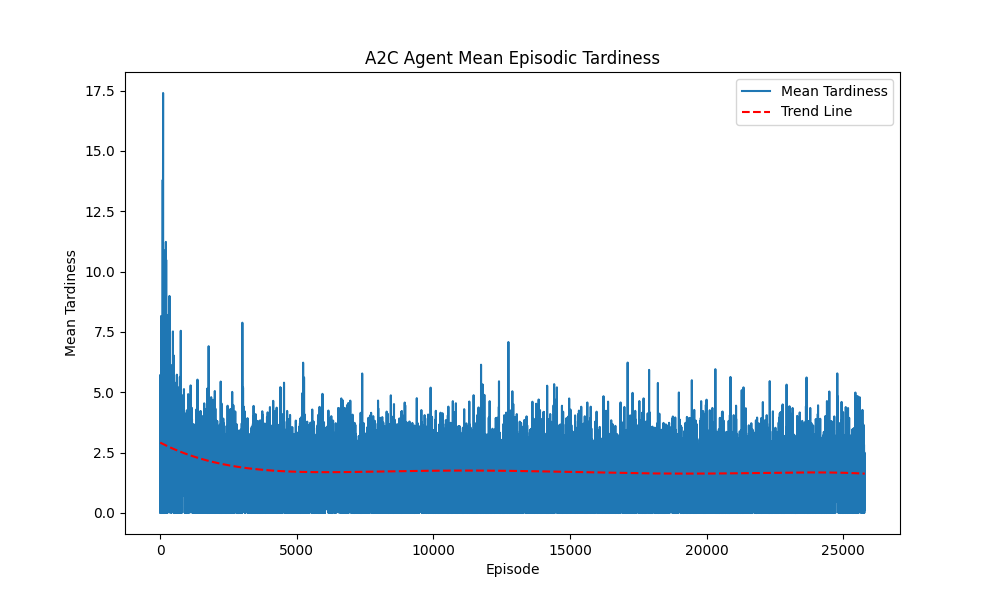 A2C Agent Mean Episodic Tardiness
Mean Tardiness
Trend Line
17.5
15.0
12.5
10.0
7.5
5.0
2.5
0.0
Mean Tardiness
0
5000
10000
15000
20000
25000
Episode